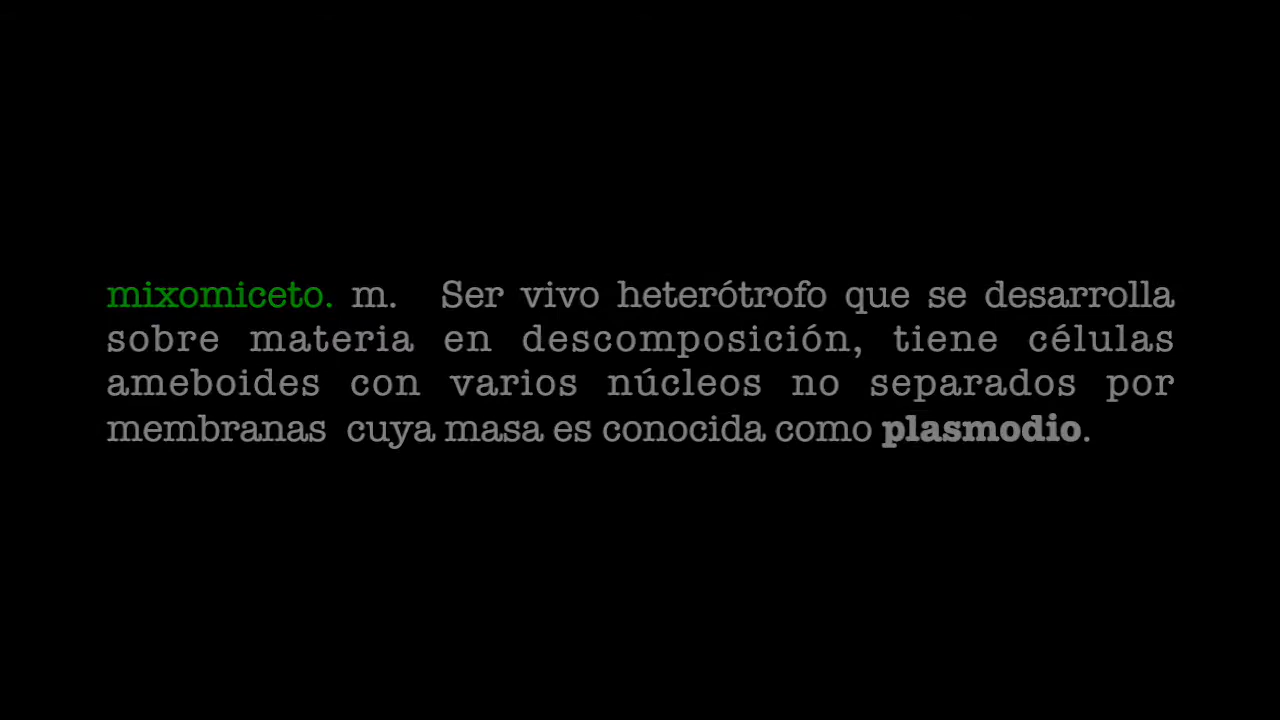 mixomiceto. m. Ser vivo heterótrofo que se desarrolla
sobre materia en descomposición, tiene células
ameboides con varios núcleos no separados por
membranas cuya masa es conocida como plasmodio.